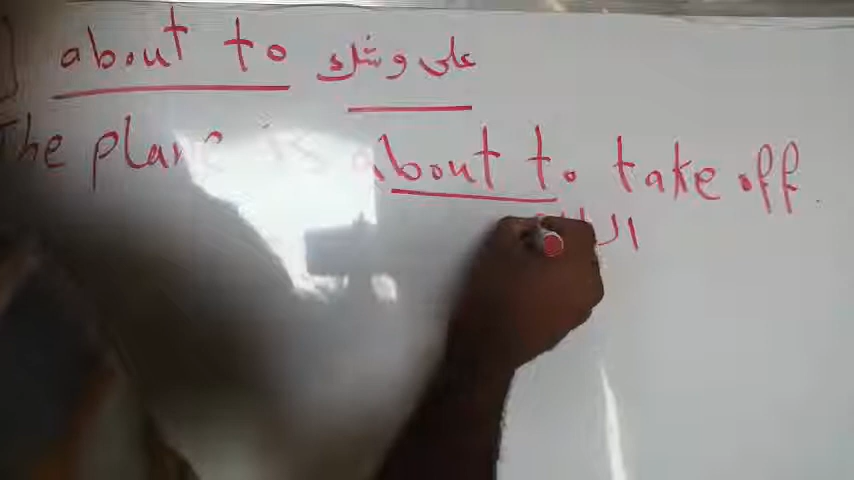 about to على وشك
The plane is about to take off.